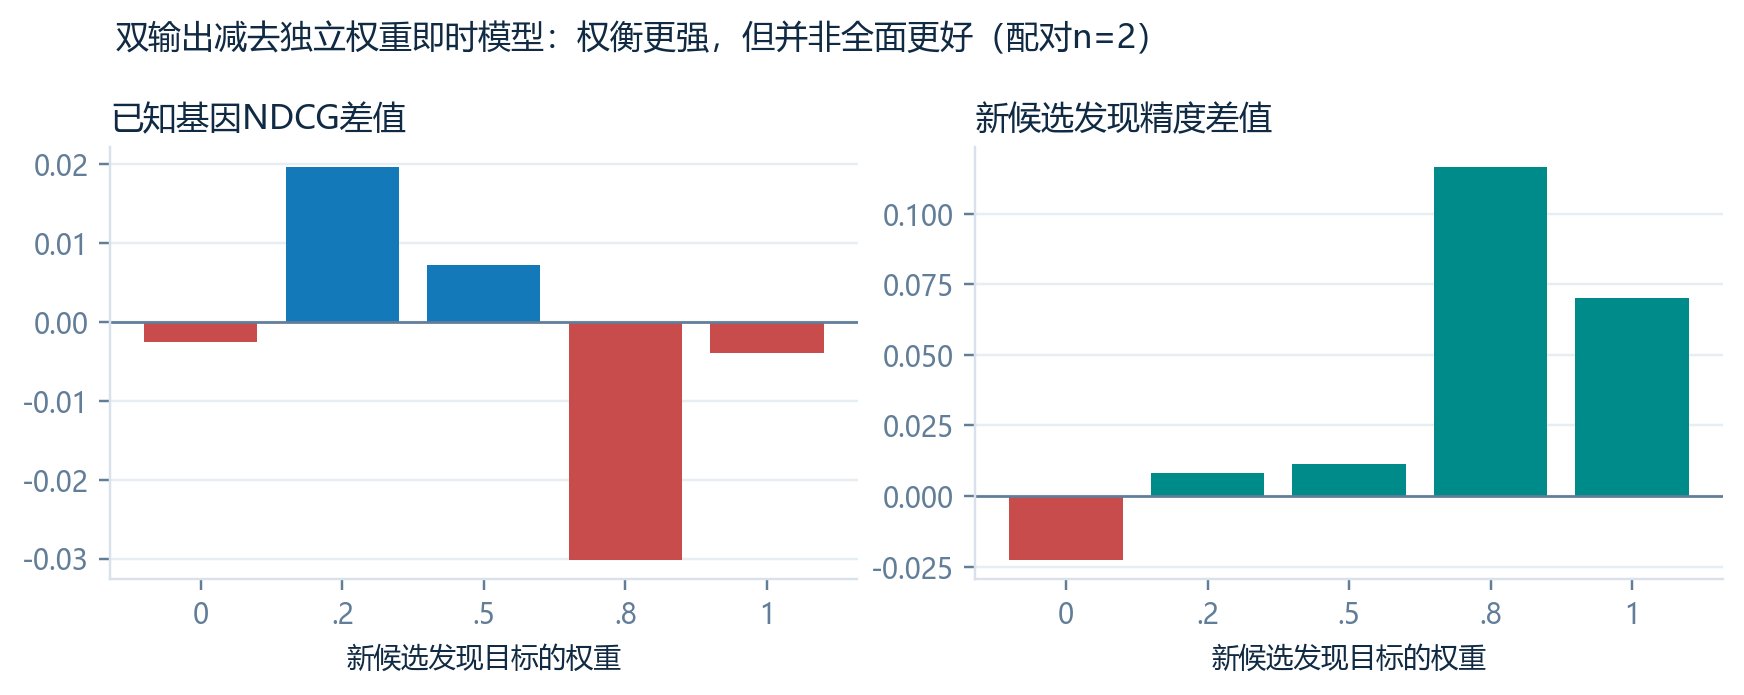 双输出减去独立权重即时模型：权衡更强，但并非全面更好（配对n=2）
已知基因NDCG差值
0.02
0.01
0.00
-0.01
-0.02
-0.03
0 .2 .5 .8 1
新候选发现目标的权重
新候选发现精度差值
0.100
0.075
0.050
0.025
0.000
-0.025
0 .2 .5 .8 1
新候选发现目标的权重